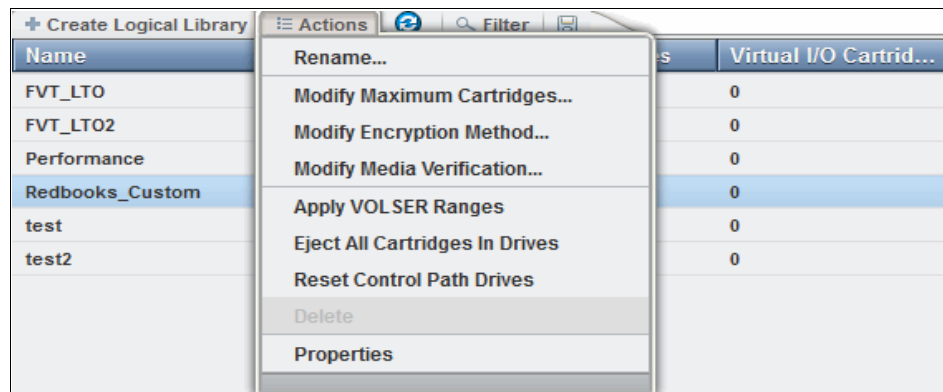 Create Logical Library Actions Filter
Name s Virtual I/O Cartrid...
Rename...
FVT_LTO 0
Modify Maximum Cartridges...
FVT_LTO2 0
Modify Encryption Method...
Performance 0
Modify Media Verification...
Redbooks_Custom 0
Apply VOLSER Ranges
test 0
Eject All Cartridges In Drives
test2 0
Reset Control Path Drives
Delete
Properties